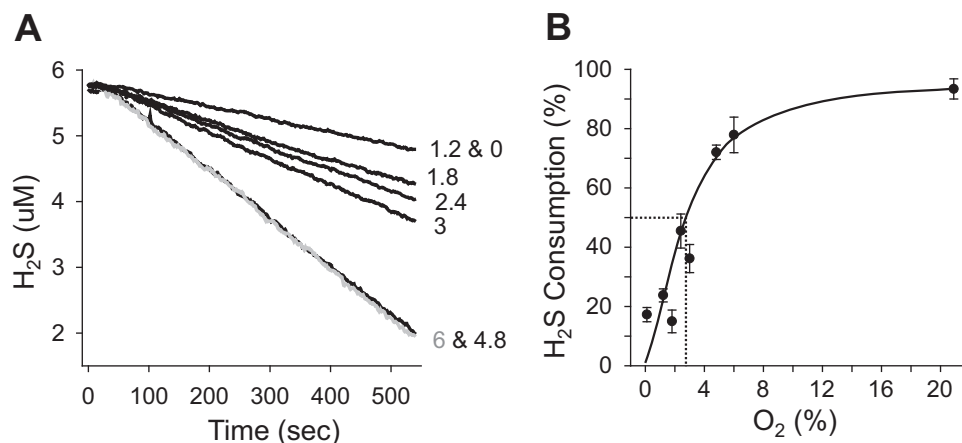 A
H2S (uM)
6
5
4
3
2
0 100 200 300 400 500
Time (sec)
1.2 & 0
1.8
2.4
3
6 & 4.8
B
H2S Consumption (%)
100
80
60
40
20
0
0 4 8 12 16 20
O2 (%)